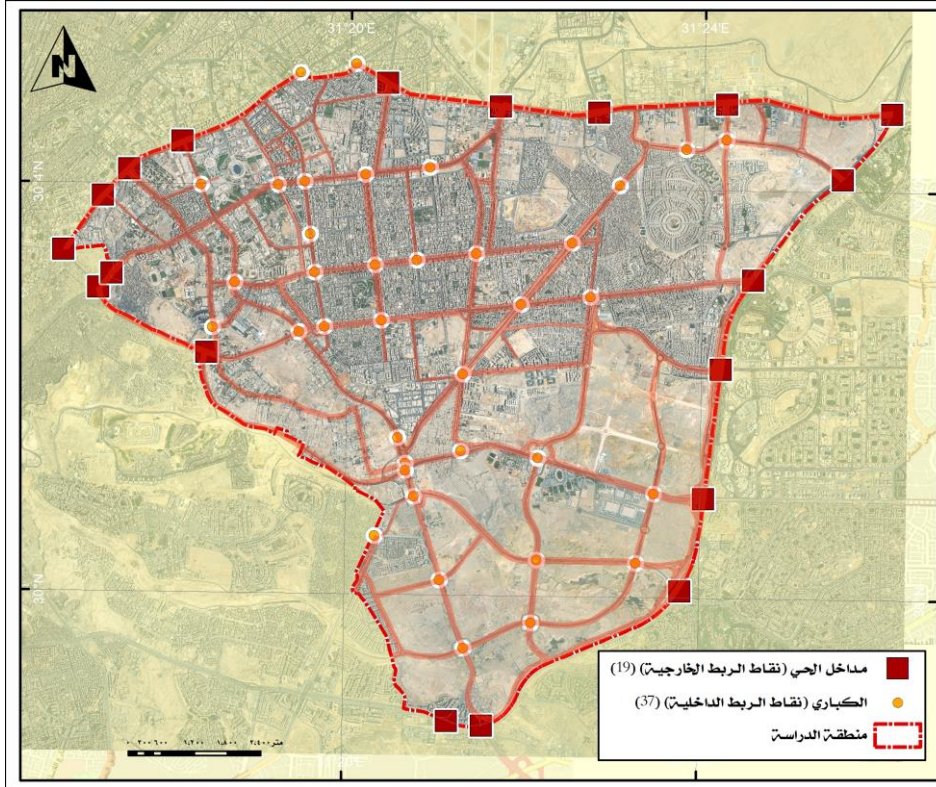 31°20'E
31°24'E
N
30°4'N
30°N
مداخل الحي (نقاط الربط الخارجية) (19)
الكباري (نقاط الربط الداخلية) (37)
منطقة الدراسة